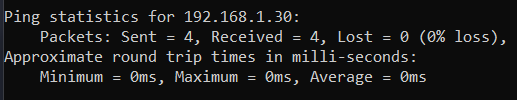 Ping statistics for 192.168.1.30:
    Packets: Sent = 4, Received = 4, Lost = 0 (0% loss),
Approximate round trip times in milli-seconds:
    Minimum = 0ms, Maximum = 0ms, Average = 0ms